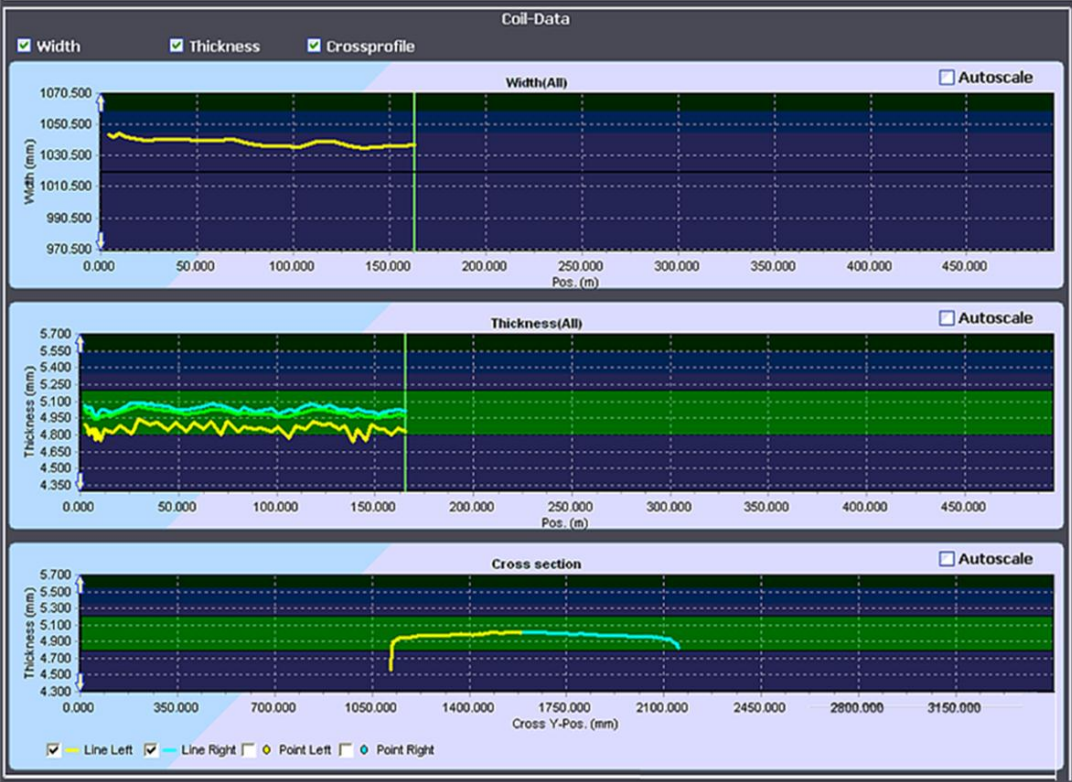 Coil-Data
Width Thickness Crossprofile
Width(All)
Autoscale
Width (mm)
1070.500
1050.500
1030.500
1010.500
990.500
970.500
0.000 50.000 100.000 150.000 200.000 250.000 300.000 350.000 400.000 450.000
Pos. (m)
Thickness(All)
Autoscale
Thickness (mm)
5.700
5.550
5.400
5.250
5.100
4.950
4.800
4.650
4.500
4.350
0.000 50.000 100.000 150.000 200.000 250.000 300.000 350.000 400.000 450.000
Pos. (m)
Cross section
Autoscale
Thickness (mm)
5.700
5.500
5.300
5.100
4.900
4.700
4.500
4.300
0.000 350.000 700.000 1050.000 1400.000 1750.000 2100.000 2450.000 2800.000 3150.000
Cross Y-Pos. (mm)
Line Left Line Right Point Left Point Right